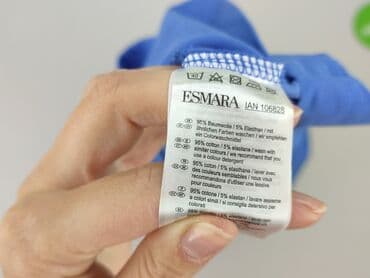 ESMARA IAN 106828
95% Baumwolle / 5% Elasthan / mit
ähnlichen Farben waschen / wir empfehlen
ein Colorwaschmittel
95% cotton / 5% elastane / wash with
similar colours / we recommend that you
use a colour detergent
95% coton / 5% élasthanne / laver avec
des couleurs semblables / nous vous
recommandons d'utiliser une lessive
pour couleurs
95% cotone / 5% elastan / lavare assieme
a colori simili / si consiglia detersivo per
colorati